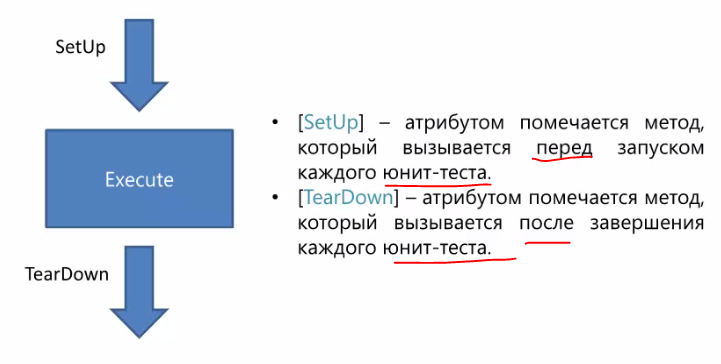 SetUp
Execute
TearDown
• [SetUp] – атрибутом помечается метод,
который вызывается перед запуском
каждого юнит-теста.
• [TearDown] – атрибутом помечается метод,
который вызывается после завершения
каждого юнит-теста.